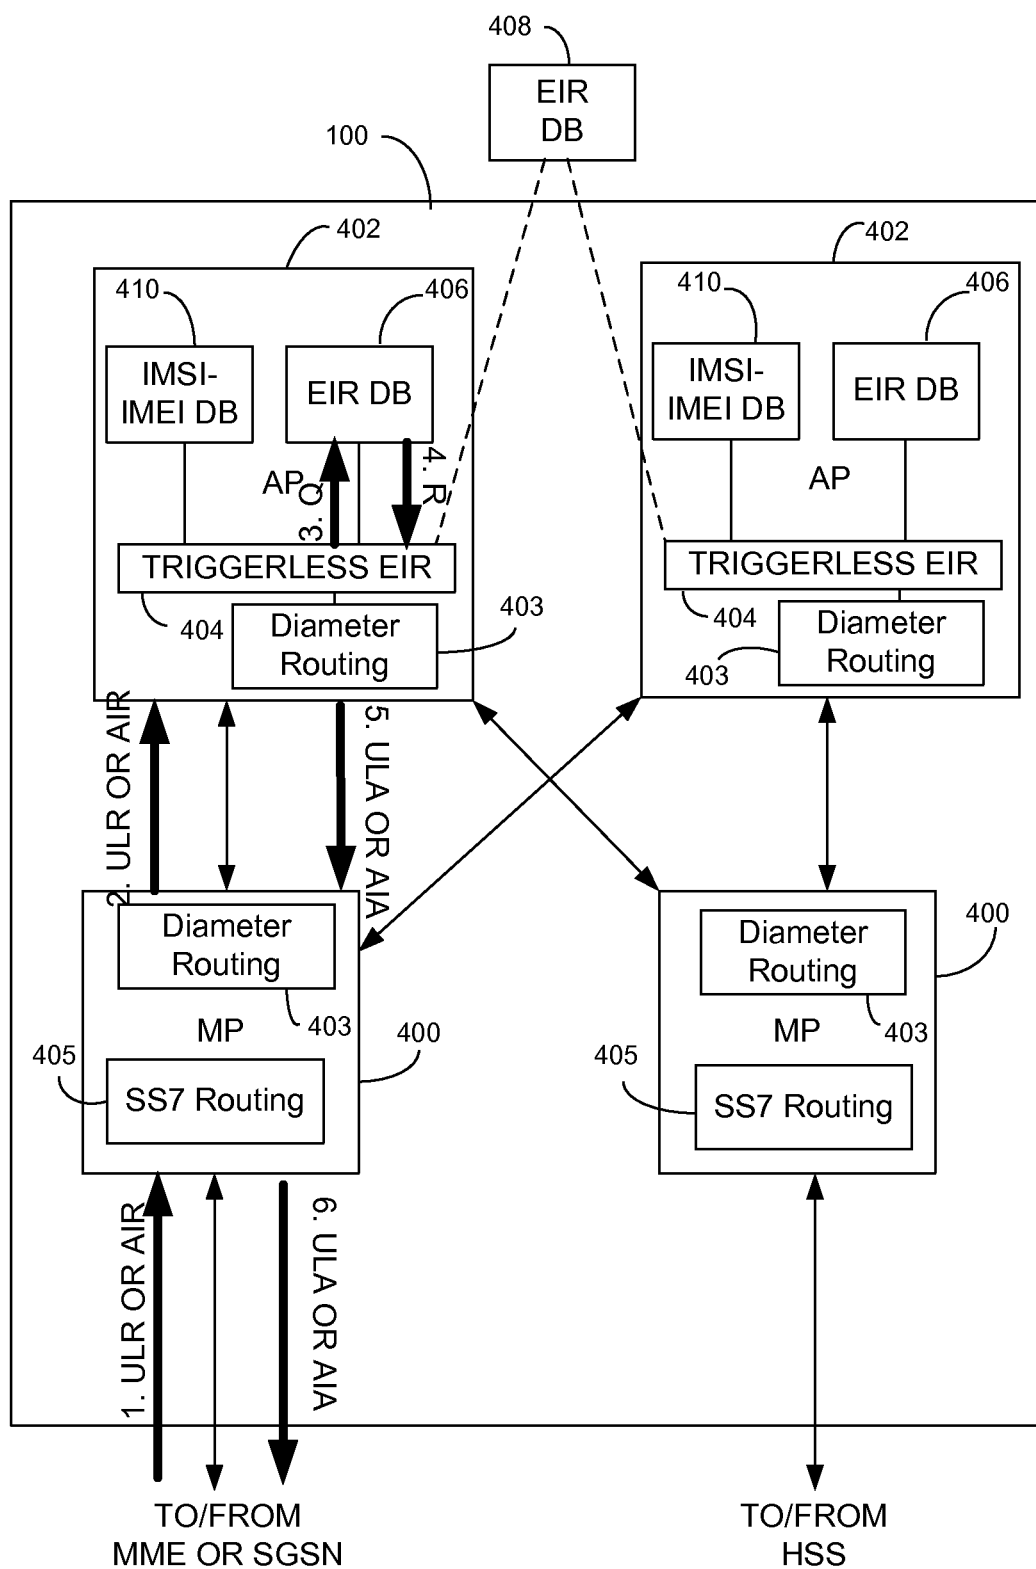 408
EIR
DB
100
402
402
410
406
410
406
IMSI-
IMEI DB
EIR DB
IMSI-
IMEI DB
EIR DB
AP
3. Q
4. R
AP
TRIGGERLESS EIR
TRIGGERLESS EIR
404
403
404
Diameter
Routing
Diameter
Routing
403
2. ULR OR AIR
5. ULA OR AIA
Diameter
Routing
403
MP
400
405
SS7 Routing
Diameter
Routing
400
403
MP
405
SS7 Routing
1. ULR OR AIR
6. ULA OR AIA
TO/FROM
MME OR SGSN
TO/FROM
HSS